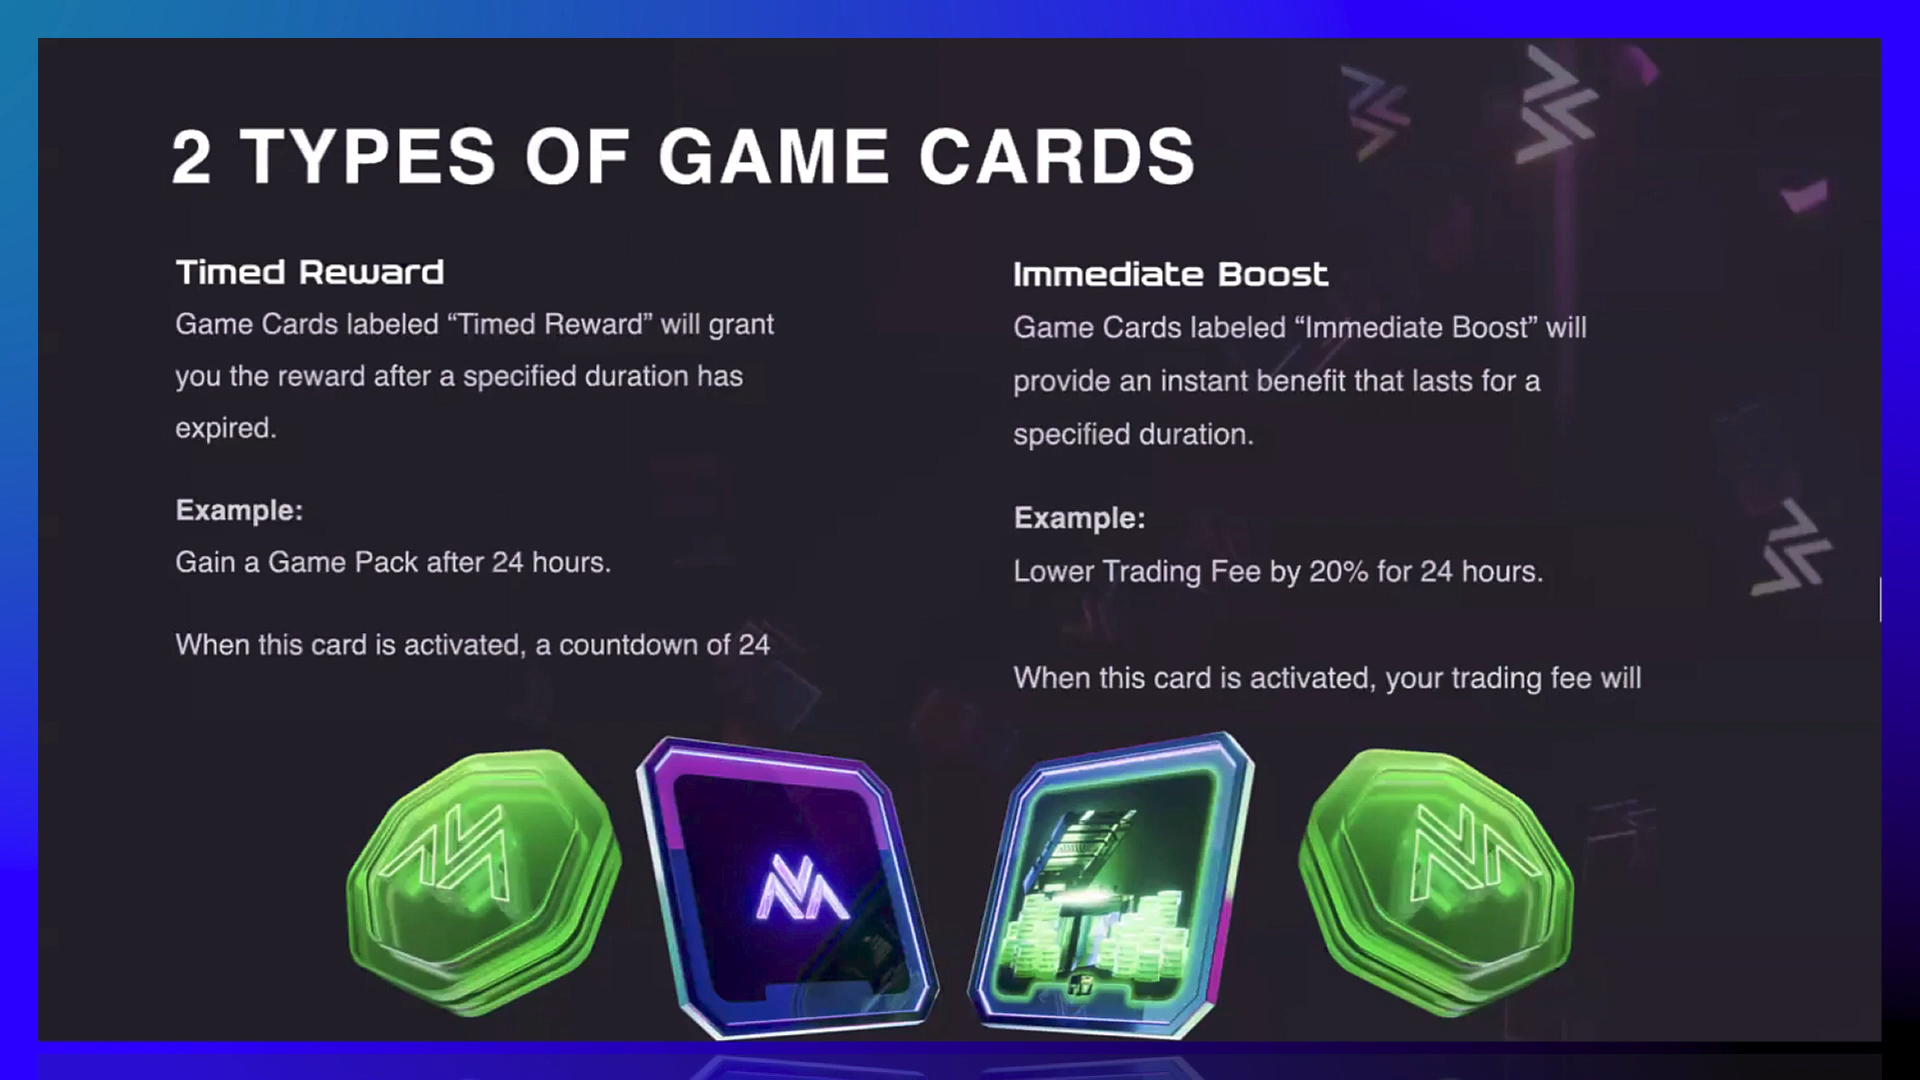 2 TYPES OF GAME CARDS
Timed Reward
Game Cards labeled “Timed Reward” will grant
you the reward after a specified duration has
expired.
Example:
Gain a Game Pack after 24 hours.
When this card is activated, a countdown of 24
Immediate Boost
Game Cards labeled “Immediate Boost” will
provide an instant benefit that lasts for a
specified duration.
Example:
Lower Trading Fee by 20% for 24 hours.
When this card is activated, your trading fee will